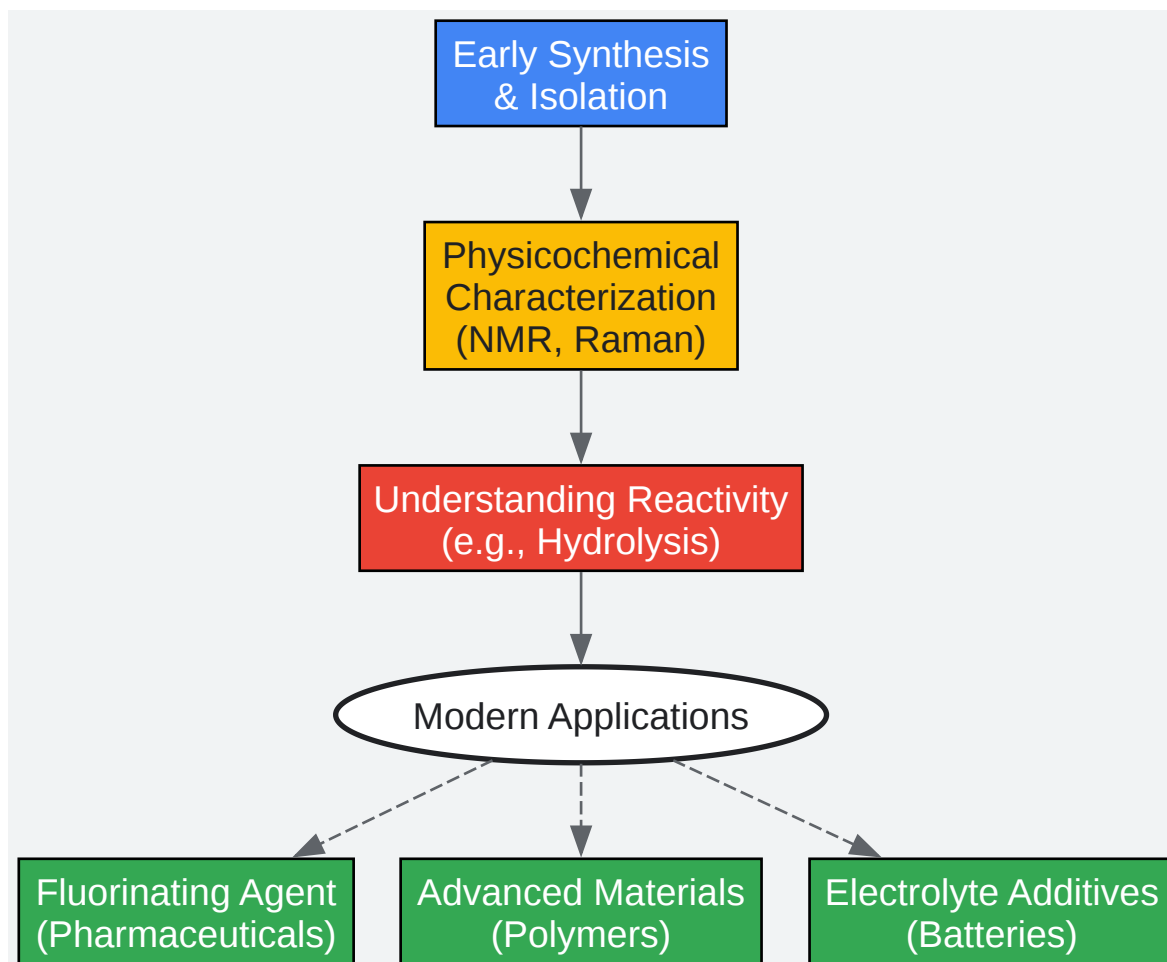 Early Synthesis
& Isolation
Physicochemical
Characterization
(NMR, Raman)
Understanding Reactivity
(e.g., Hydrolysis)
Modern Applications
Fluorinating Agent
(Pharmaceuticals)
Advanced Materials
(Polymers)
Electrolyte Additives
(Batteries)